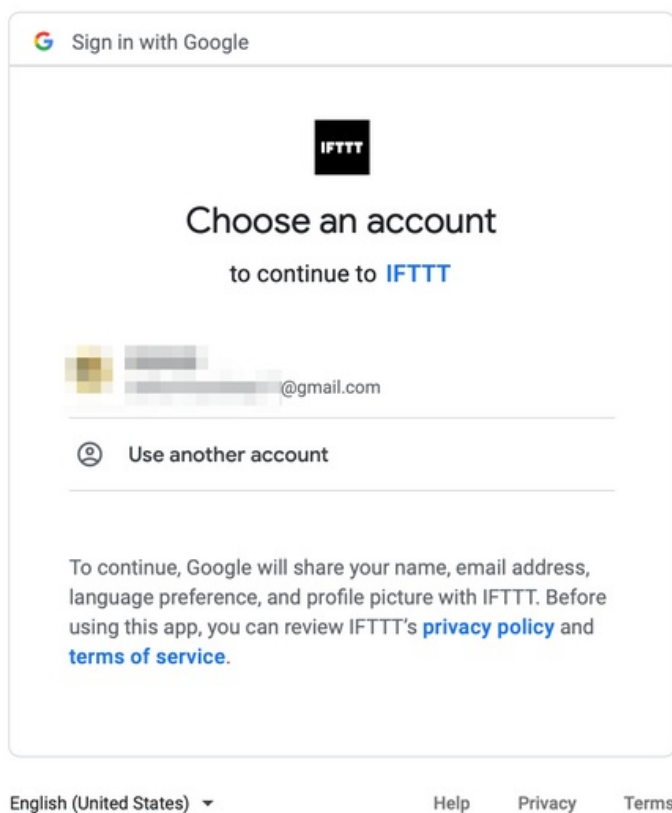 Sign in with Google
IFTTT
Choose an account
to continue to IFTTT
@gmail.com
Use another account
To continue, Google will share your name, email address,
language preference, and profile picture with IFTTT. Before
using this app, you can review IFTTT's privacy policy and
terms of service.
English (United States) Help Privacy Terms